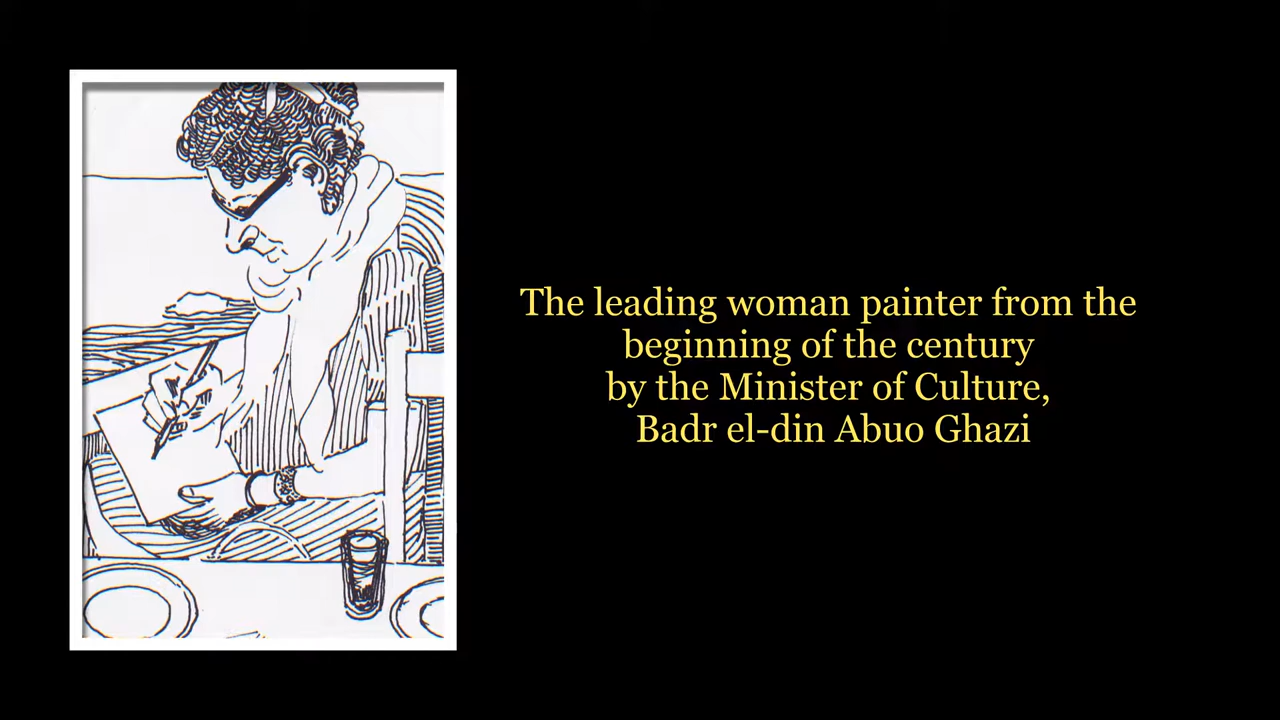 The leading woman painter from the
beginning of the century
by the Minister of Culture,
Badr el-din Abuo Ghazi